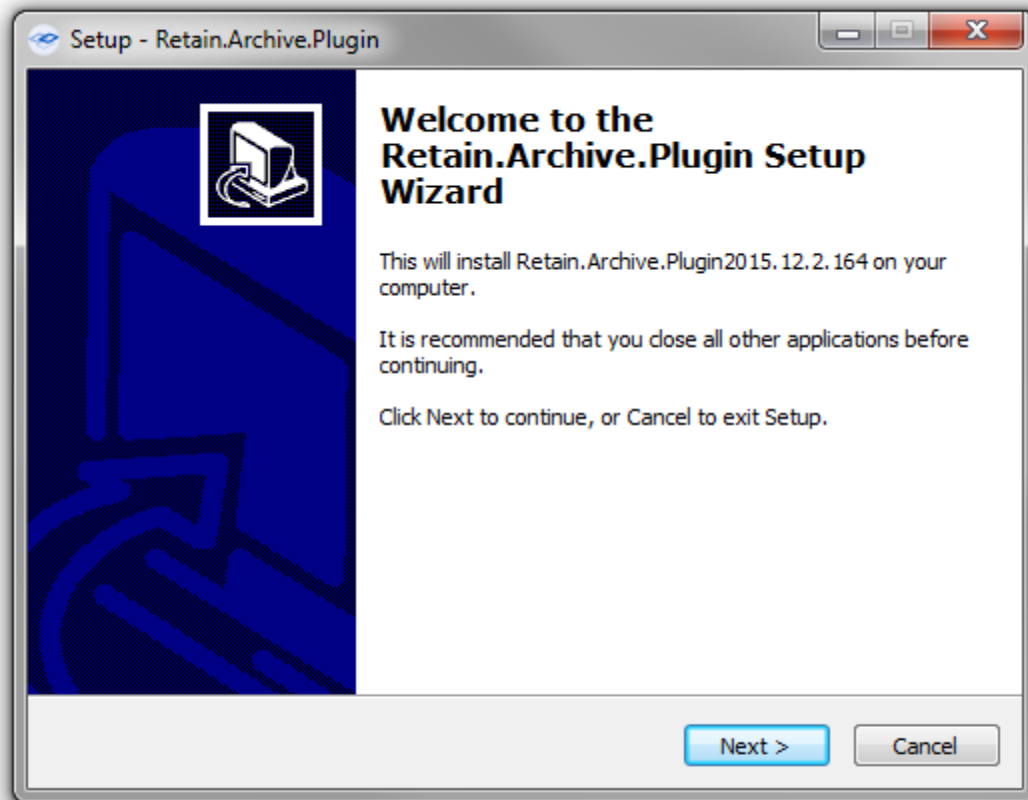 Setup - Retain.Archive.Plugin
Welcome to the
Retain.Archive.Plugin Setup
Wizard
This will install Retain.Archive.Plugin2015.12.2.164 on your
computer.
It is recommended that you close all other applications before
continuing.
Click Next to continue, or Cancel to exit Setup.
Next >
Cancel